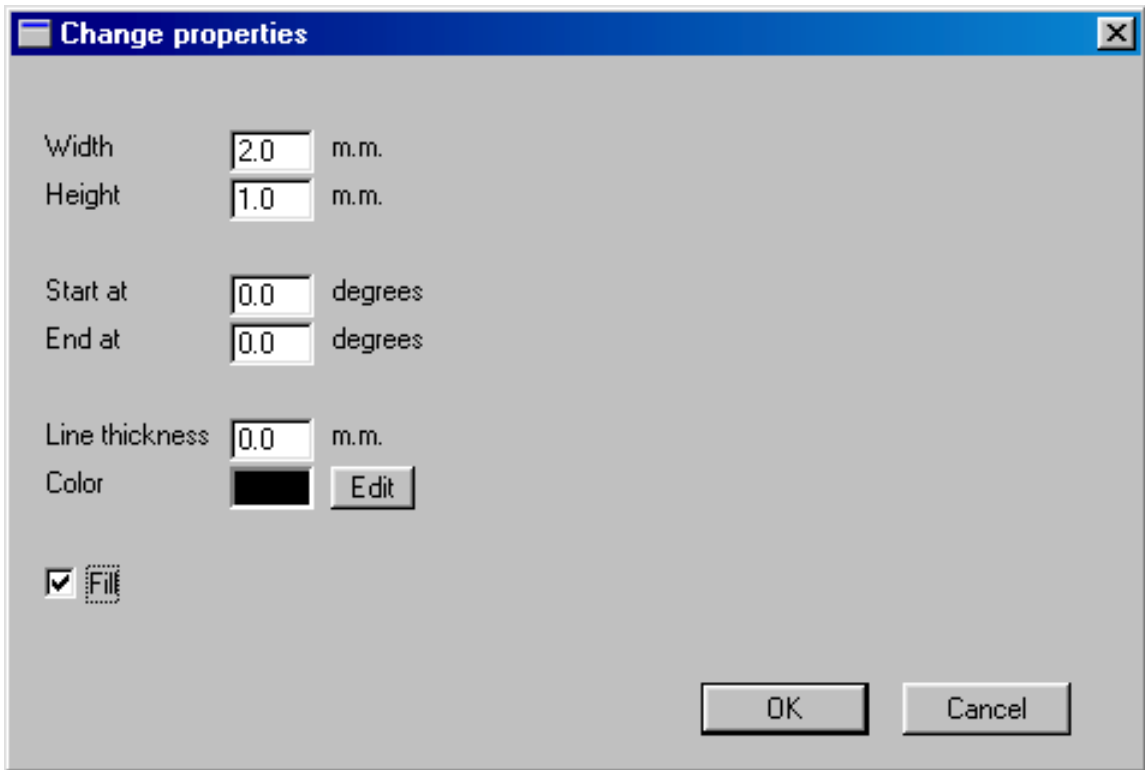 Change properties
Width 2.0 m.m.
Height 1.0 m.m.
Start at 0.0 degrees
End at 0.0 degrees
Line thickness 0.0 m.m.
Color Edit
Fill
OK Cancel